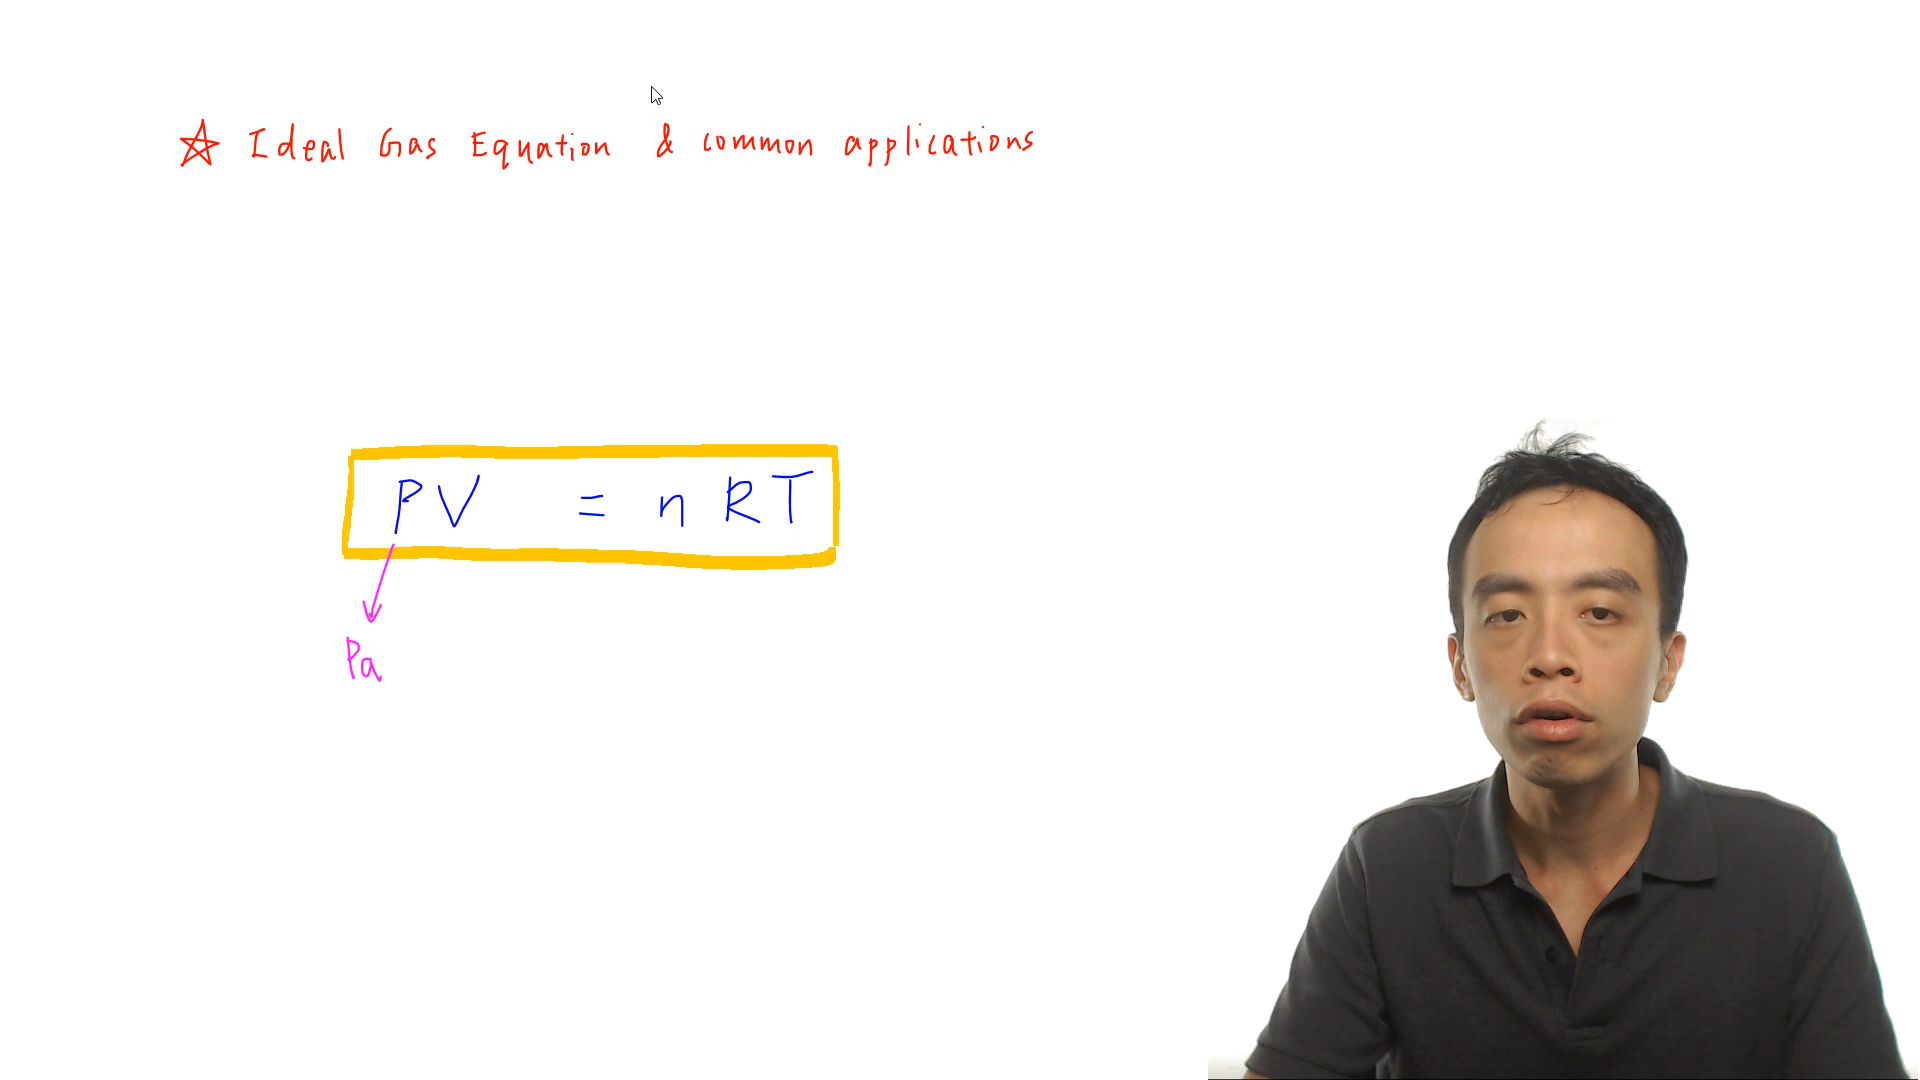 ☆ Ideal Gas Equation & common applications
PV = nRT
Pa